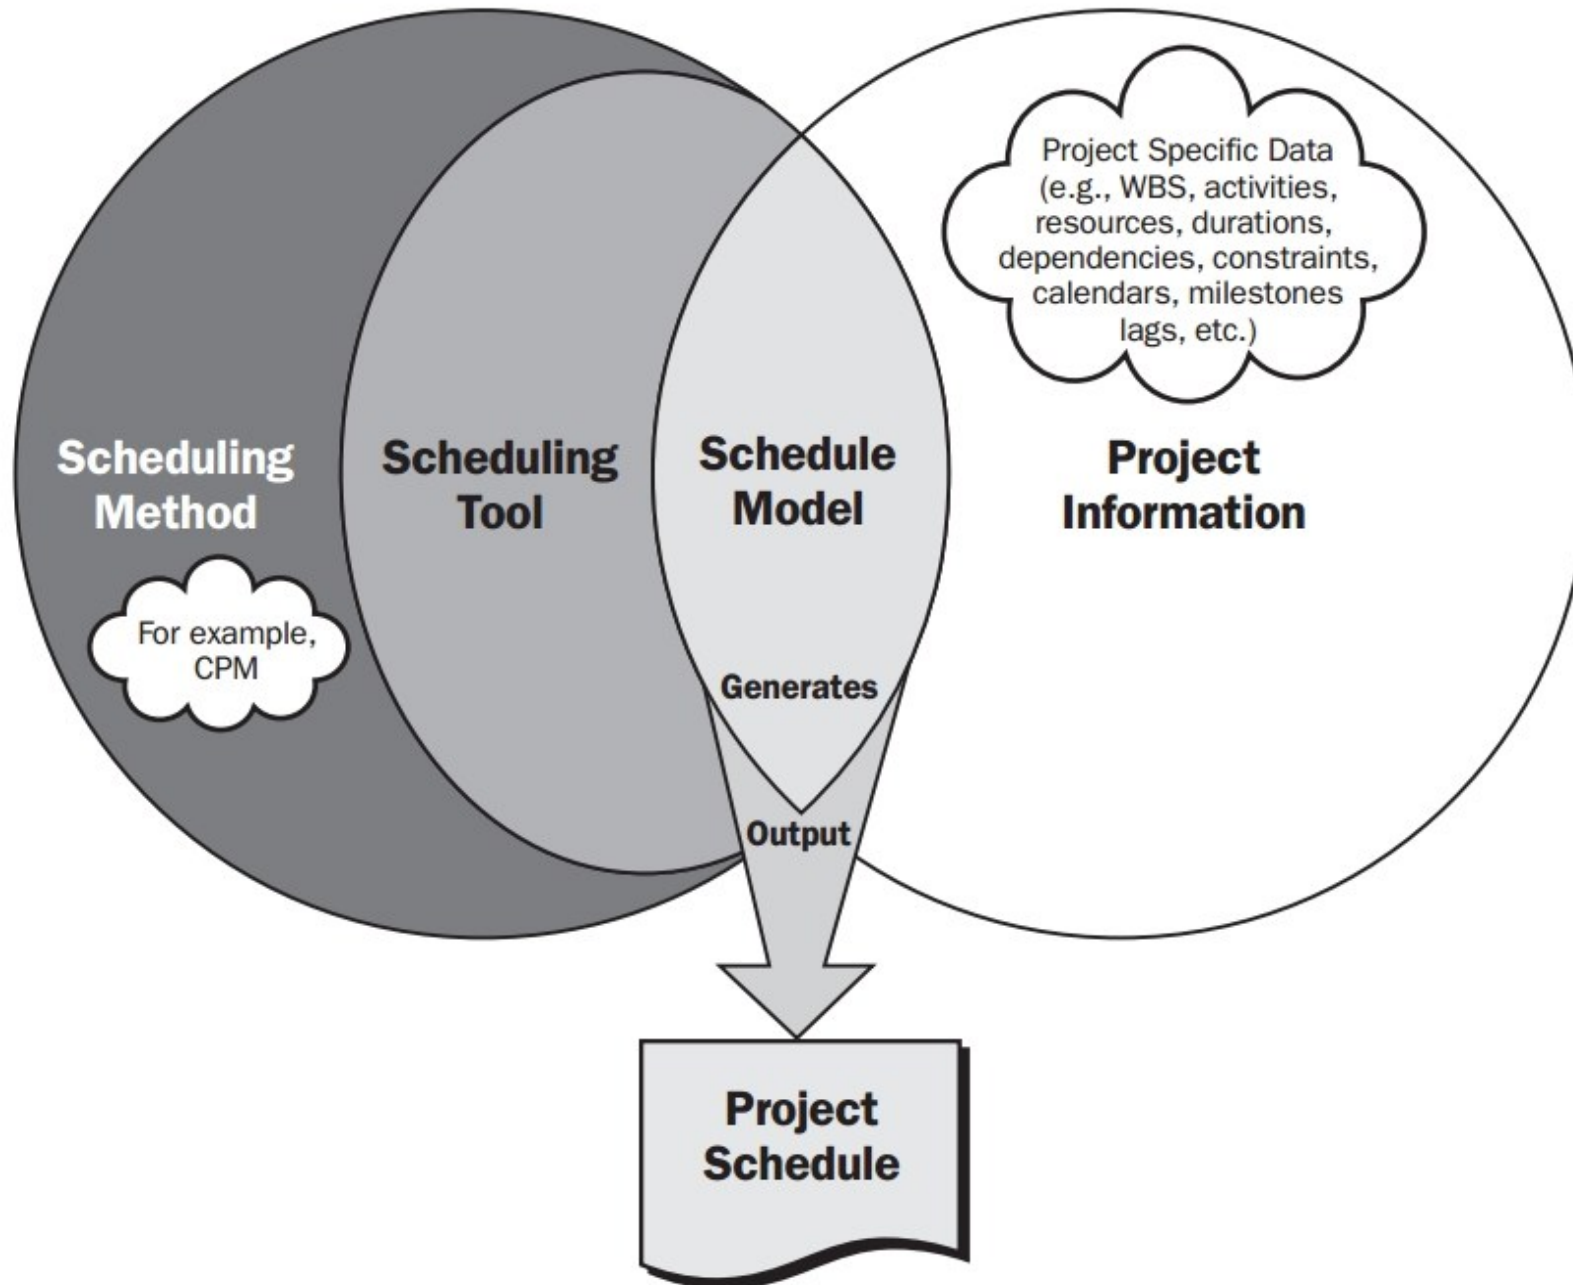 Project Specific Data
(e.g., WBS, activities,
resources, durations,
dependencies, constraints,
calendars, milestones
lags, etc.)
Scheduling
Method
For example,
CPM
Scheduling
Tool
Schedule
Model
Project
Information
Generates
Output
Project
Schedule